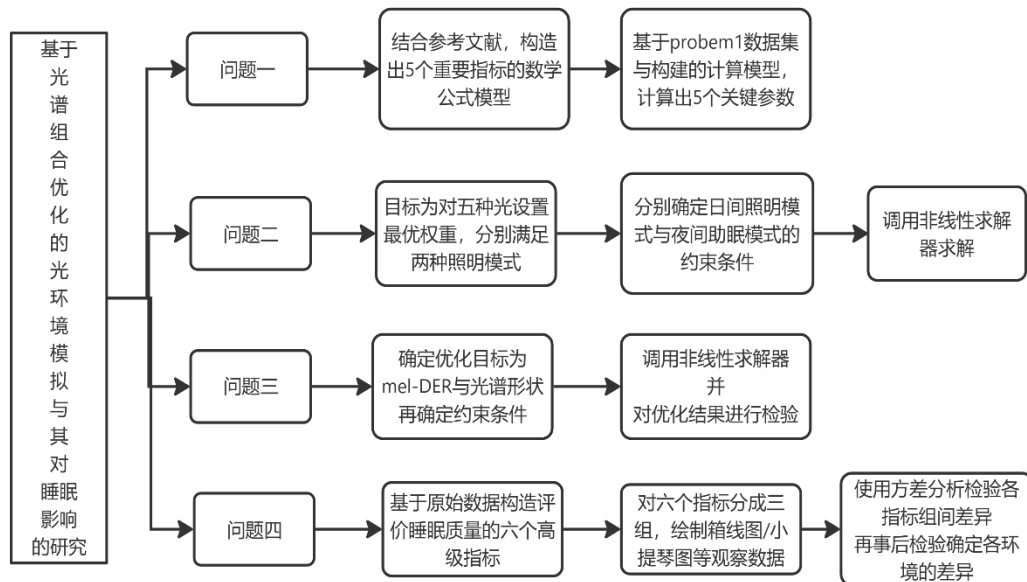 基于
光
谱
组
合
优
化
的
光
环
境
模
拟
与
其
对
睡眠
影响
的研究
问题一
结合参考文献，构造
出5个重要指标的数学
公式模型
基于probem1数据集
与构建的计算模型，
计算出5个关键参数
问题二
目标为对五种光设置
最优权重，分别满足
两种照明模式
分别确定日间照明模
式与夜间助眠模式的
约束条件
调用非线性求解
器求解
问题三
确定优化目标为
mel-DER与光谱形状
再确定约束条件
调用非线性求解器
并
对优化结果进行检验
问题四
基于原始数据构造评
价睡眠质量的六个高
级指标
对六个指标分成三
组，绘制箱线图/小
提琴图等观察数据
使用方差分析检验各
指标组间差异
再事后检验确定各环
境的差异